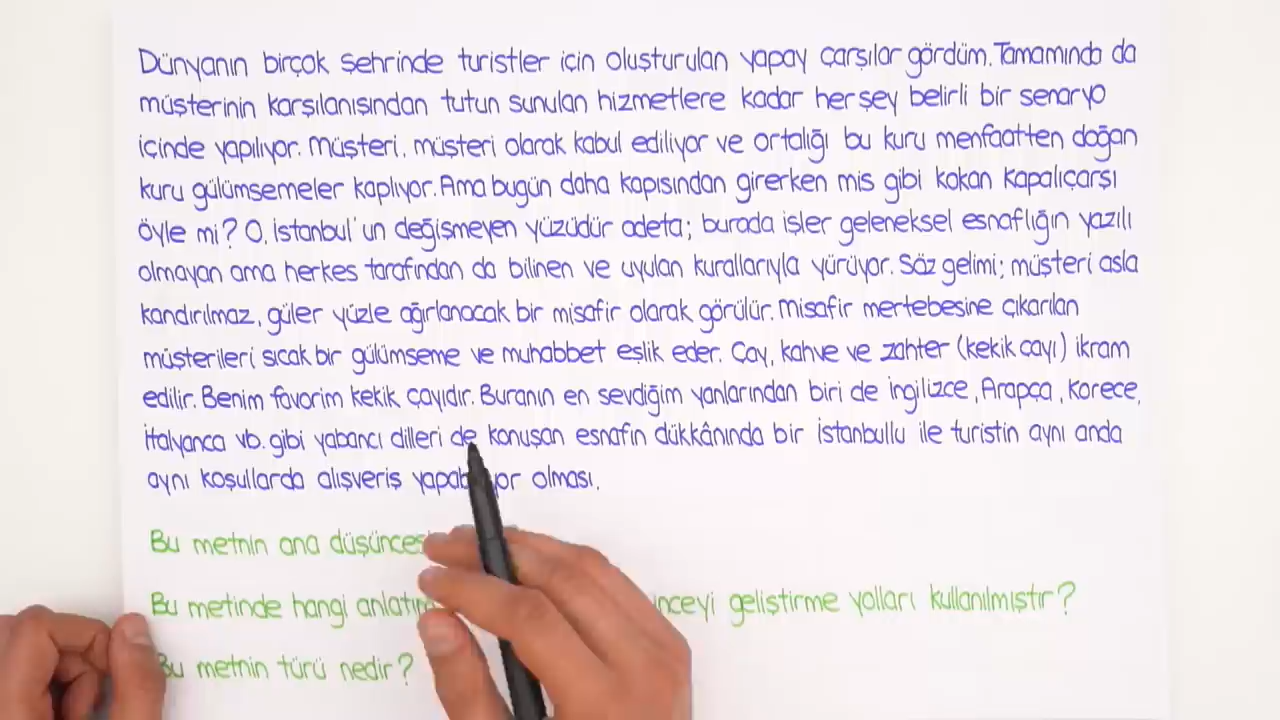 Dünyanın birçok şehrinde turistler için oluşturulan yapay çarşılar gördüm. Tamamında da
müşterinin karşılanışından tutun sunulan hizmetlere kadar her şey belirli bir senaryo
içinde yapılıyor. Müşteri, müşteri olarak kabul ediliyor ve ortalığı bu kuru menfaatten doğan
kuru gülümsemeler kaplıyor. Ama bugün daha kapısından girerken mis gibi kokan Kapalıçarşı
öyle mi? O, İstanbul'un değişmeyen yüzüdür adeta; burada işler geleneksel esnaflığın yazılı
olmayan ama herkes tarafından da bilinen ve uyulan kurallarıyla yürüyor. Söz gelimi; müşteri asla
kandırılmaz, güler yüzle ağırlanacak bir misafir olarak görülür. Misafir mertebesine çıkarılan
müşterileri sıcak bir gülümseme ve muhabbet eşlik eder. Çay, kahve ve zahter (kekik çayı) ikram
edilir. Benim favorim kekik çayıdır. Buranın en sevdiğim yanlarından biri de İngilizce, Arapça, Korece,
İtalyanca vb. gibi yabancı dilleri de konuşan esnafın dükkânında bir İstanbullu ile turistin aynı anda
aynı koşullarda alışveriş olması.
Bu metnin ana
Bu metinde hangi geliştirme yolları kullanılmıştır?
Bu metnin türü nedir?